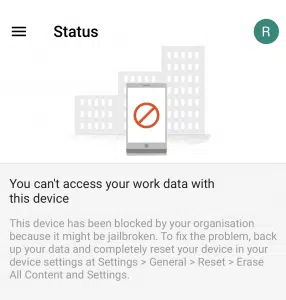 Status
R
You can't access your work data with
this device
This device has been blocked by your organisation
because it might be jailbroken. To fix the problem, back
up your data and completely reset your device in your
device settings at Settings > General > Reset > Erase
All Content and Settings.